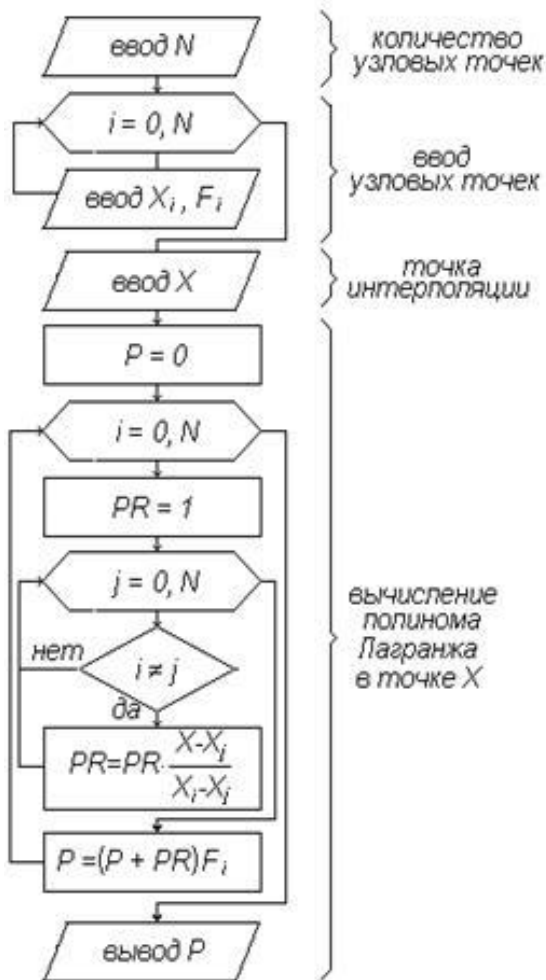 ввод N
количество
узловых точек
i = 0, N
ввод
узловых точек
ввод Xi , Fi
ввод X
точка
интерполяции
P = 0
i = 0, N
PR = 1
j = 0, N
вычисление
полинома
Лагранжа
в точке X
нет
i ≠ j
да
PR=PR· X-Xj
Xi-Xj
P =(P + PR)Fi
вывод P